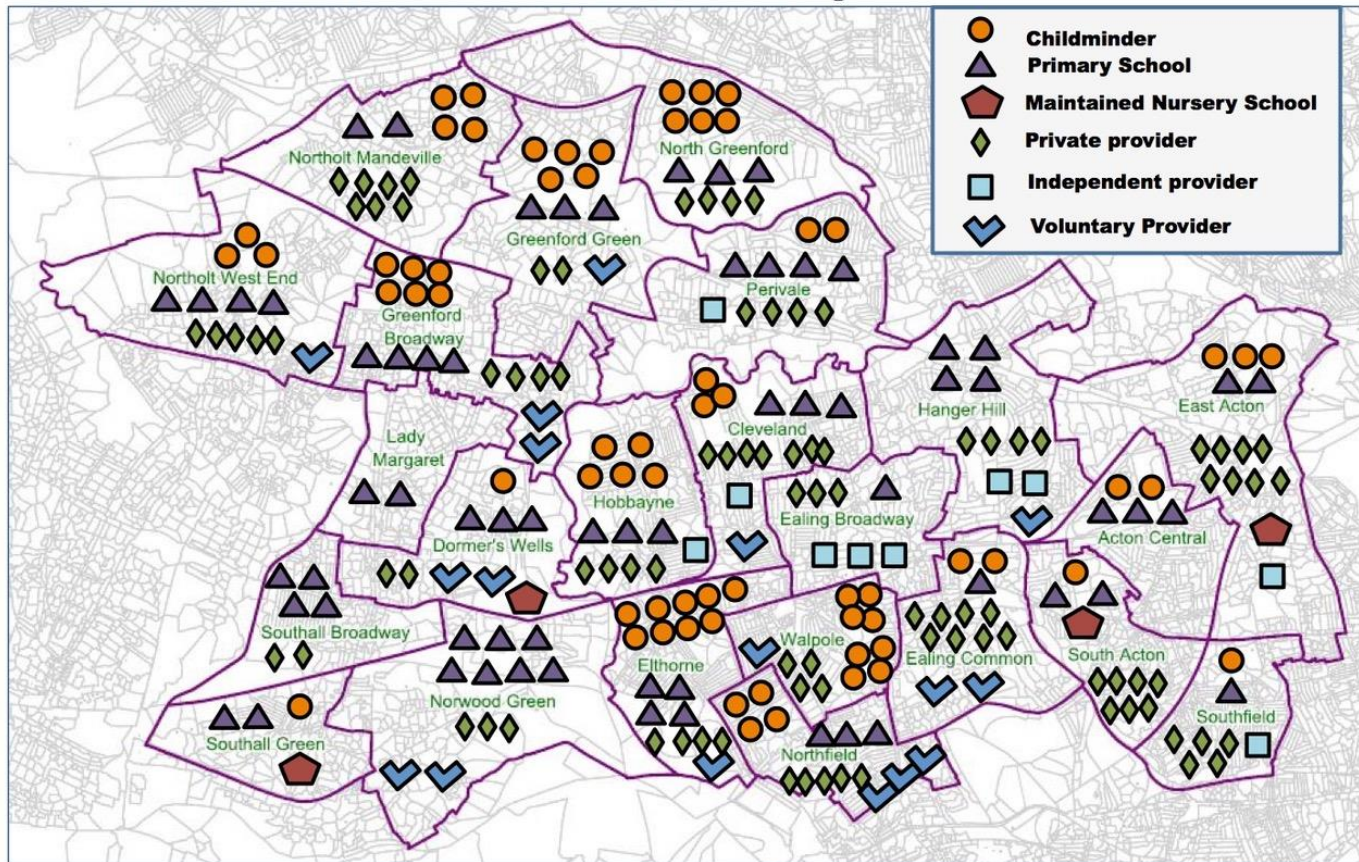 Childminder
Primary School
Maintained Nursery School
Private provider
Independent provider
Voluntary Provider
Northolt Mandeville
North Greenford
Greenford Green
Northolt West End
Perivale
Greenford
Broadway
Hanger Hill
East Acton
Cleveland
Lady
Margaret
Hobbayne
Ealing Broadway
Acton Central
Dormer's Wells
Southall Broadway
Walpole
Elthorne
Ealing Common
South Acton
Norwood Green
Southfield
Southall Green
Northfield